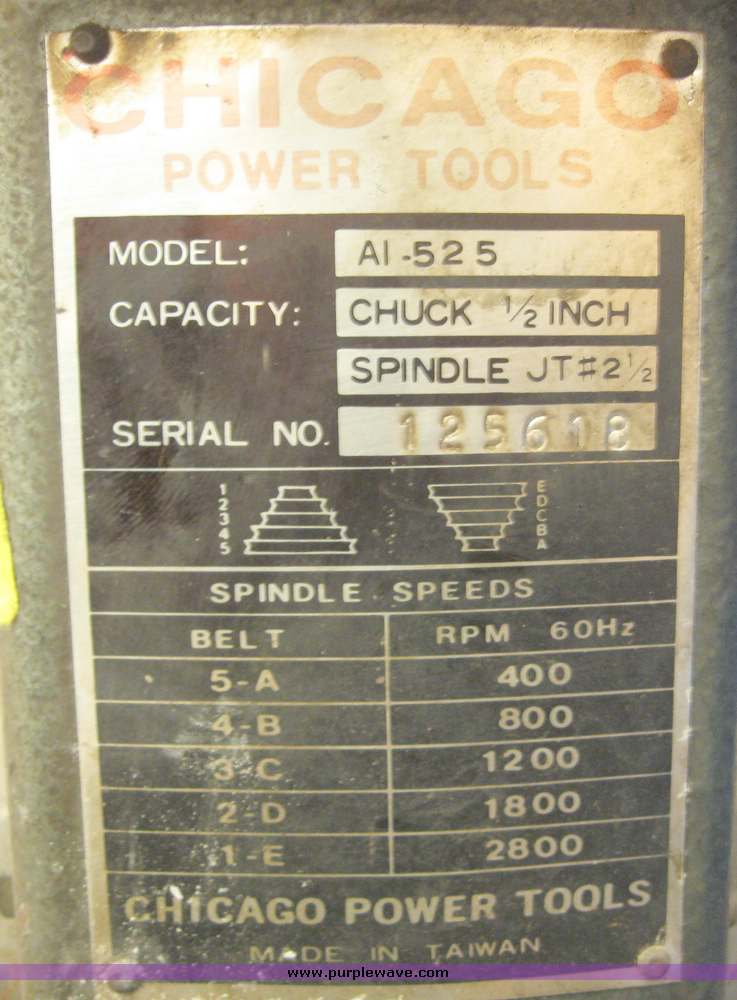 CHICAGO
POWER TOOLS
MODEL: AI-525
CAPACITY: CHUCK 1/2 INCH
SPINDLE JT#2 1/2
SERIAL NO. 125618
1 E
2 D
3 C
4 B
5 A
SPINDLE SPEEDS
BELT RPM 60Hz
5-A 400
4-B 800
3-C 1200
2-D 1800
1-E 2800
CHICAGO POWER TOOLS
MADE IN TAIWAN
www.purplewave.com